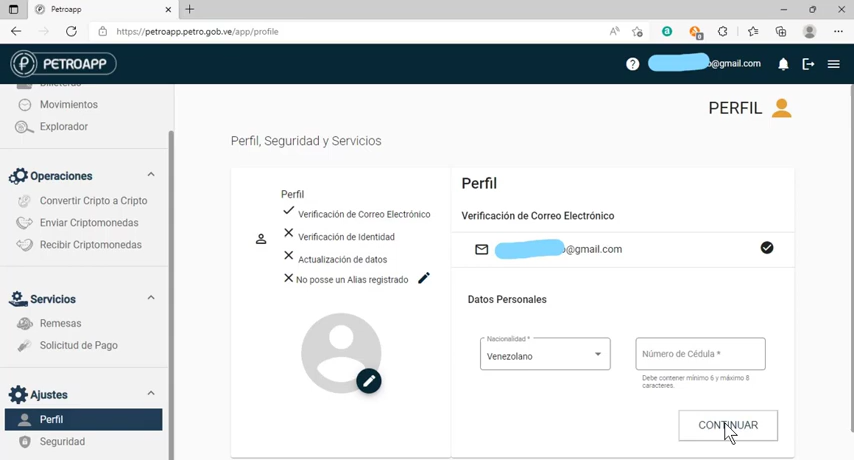 Petroapp
https://petroapp.petro.gob.ve/app/profile
PETROAPP
o@gmail.com
Movimientos
Explorador
Operaciones
Convertir Cripto a Cripto
Enviar Criptomonedas
Recibir Criptomonedas
Servicios
Remesas
Solicitud de Pago
Ajustes
Perfil
Seguridad
PERFIL
Perfil, Seguridad y Servicios
Perfil
Verificación de Correo Electrónico
Verificación de Identidad
Actualización de datos
No posse un Alias registrado
Perfil
Verificación de Correo Electrónico
@gmail.com
Datos Personales
Nacionalidad *
Venezolano
Número de Cédula *
Debe contener mínimo 6 y máximo 8
caracteres.
CONTINUAR